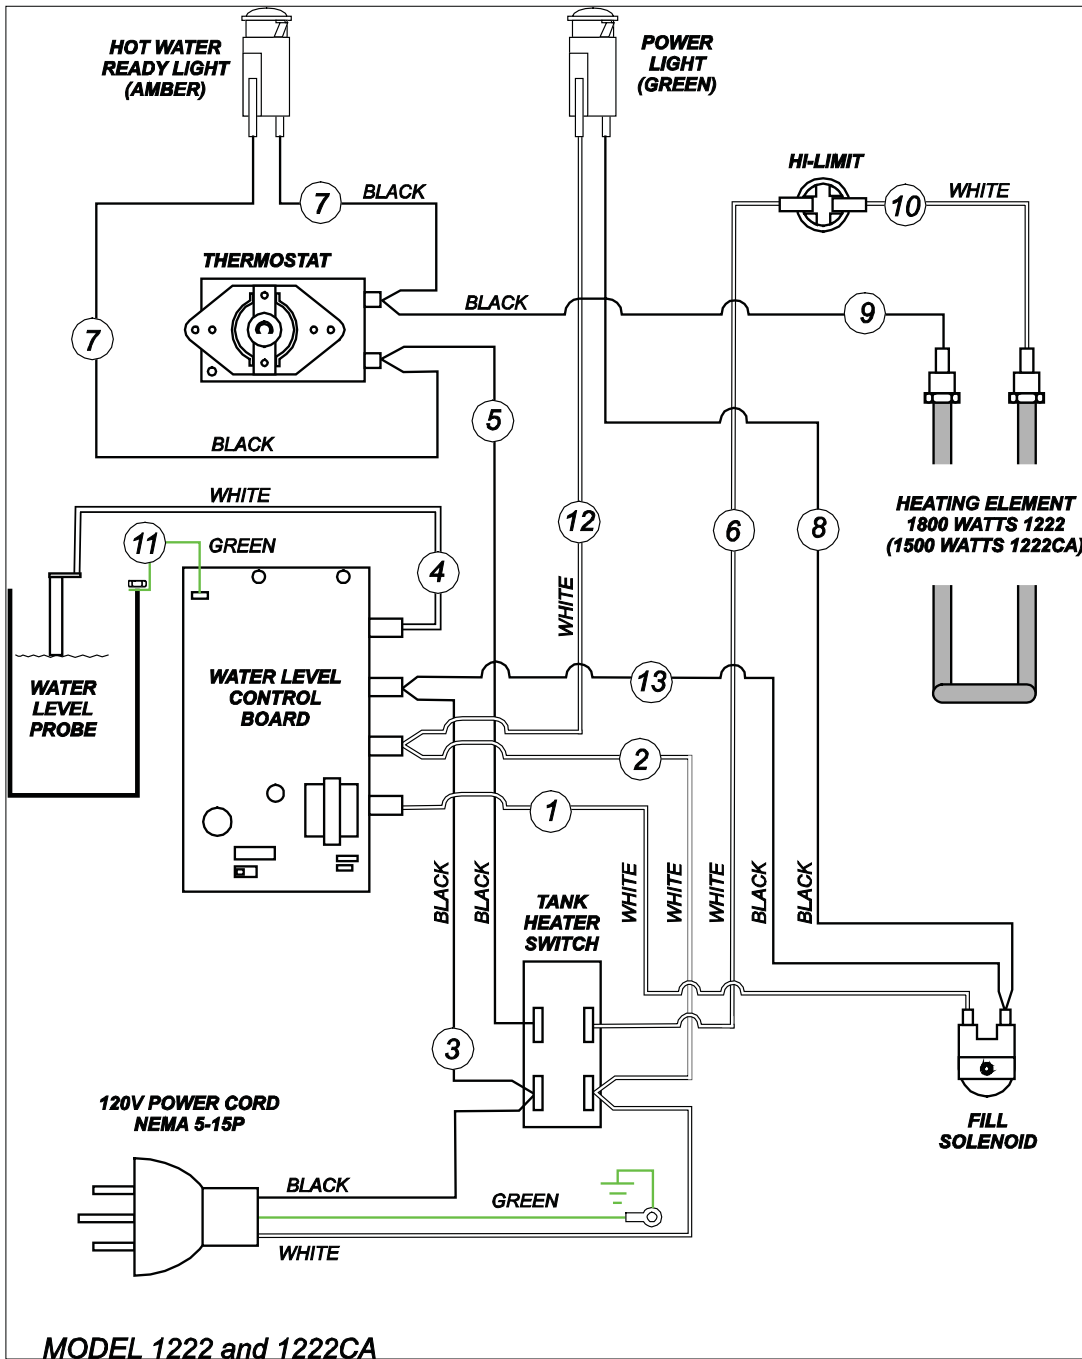 HOT WATER
READY LIGHT
(AMBER)
POWER
LIGHT
(GREEN)
HI-LIMIT
7
BLACK
10
WHITE
THERMOSTAT
BLACK
9
7
5
BLACK
WHITE
12
6
8
HEATING ELEMENT
1800 WATTS 1222
(1500 WATTS 1222CA)
11
GREEN
4
WHITE
WATER LEVEL
CONTROL
BOARD
WATER
LEVEL
PROBE
13
2
1
BLACK
BLACK
WHITE
WHITE
WHITE
BLACK
BLACK
TANK
HEATER
SWITCH
3
120V POWER CORD
NEMA 5-15P
FILL
SOLENOID
BLACK
GREEN
WHITE
MODEL 1222 and 1222CA